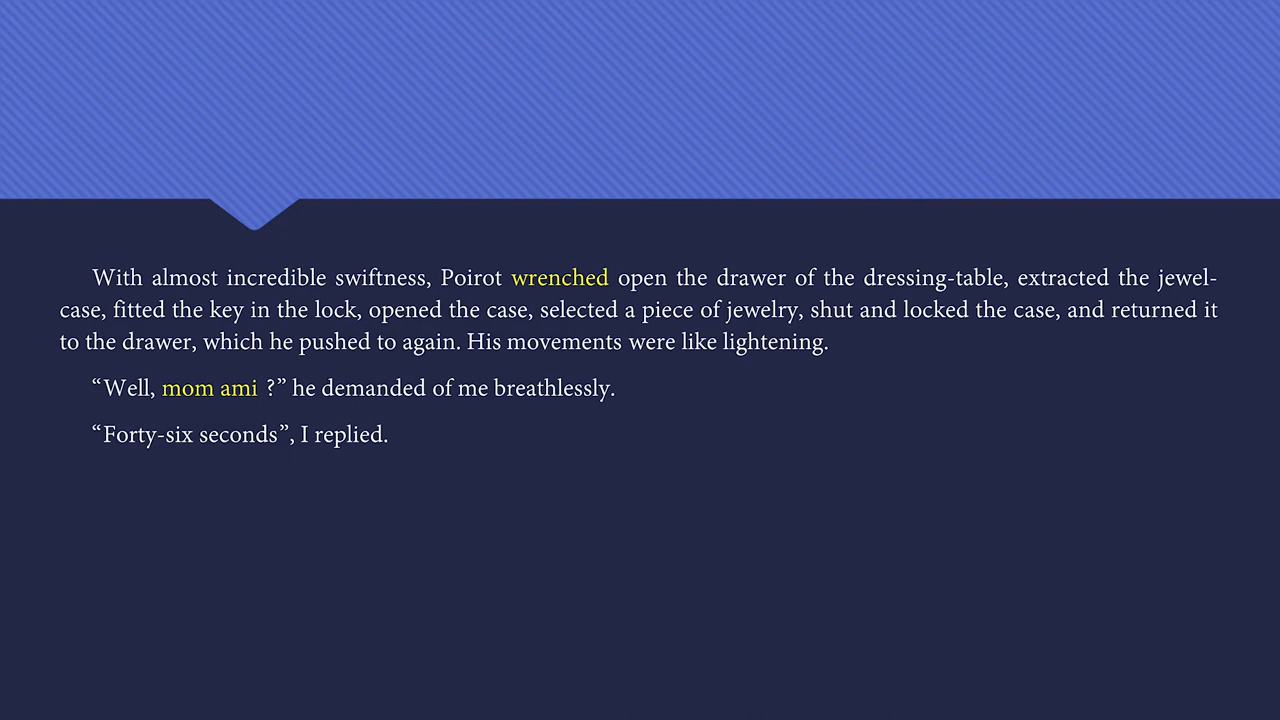 With almost incredible swiftness, Poirot wrenched open the drawer of the dressing-table, extracted the jewel-
case, fitted the key in the lock, opened the case, selected a piece of jewelry, shut and locked the case, and returned it
to the drawer, which he pushed to again. His movements were like lightening.
“Well, mom ami ?” he demanded of me breathlessly.
“Forty-six seconds”, I replied.